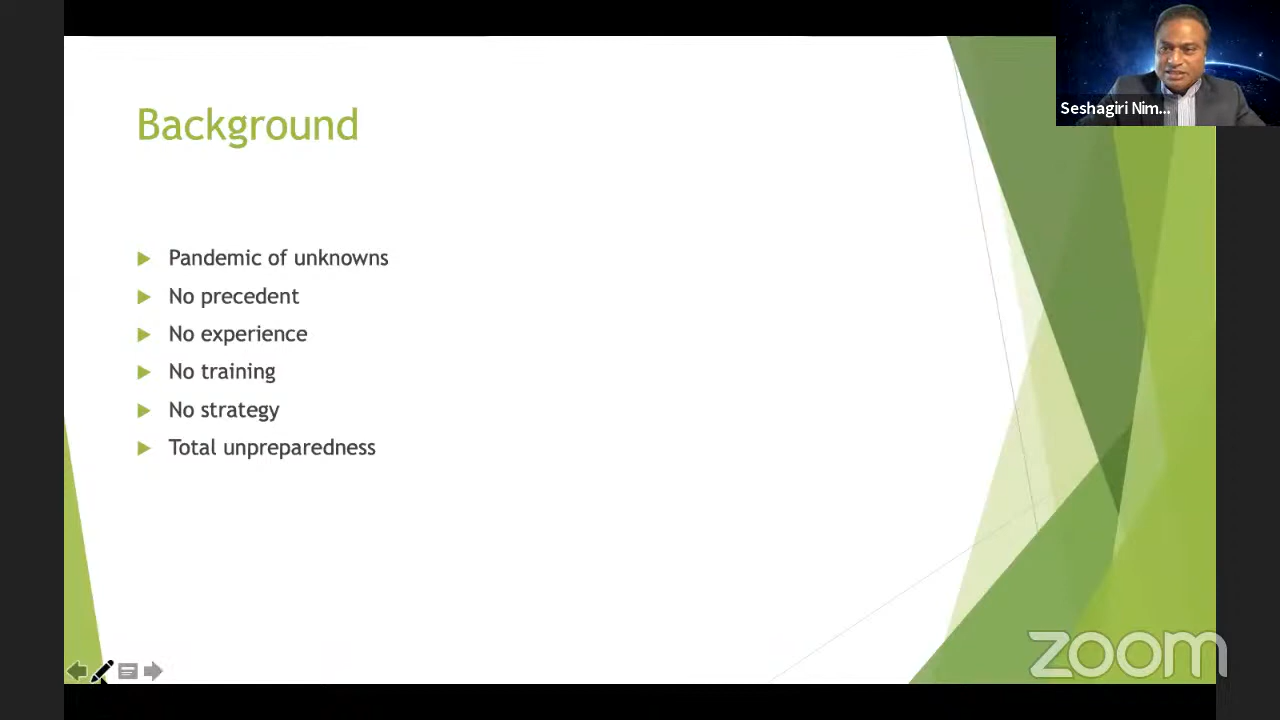 Seshagiri Nim...
Background
Pandemic of unknowns
No precedent
No experience
No training
No strategy
Total unpreparedness
zoom